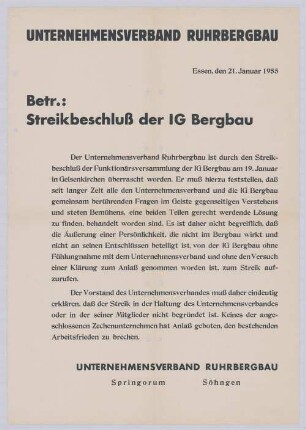 UNTERNEHMENSVERBAND RUHRBERGBAU
Essen, den 21. Januar 1955
Betr.:
Streikbeschluß der IG Bergbau
Der Unternehmensverband Ruhrbergbau ist durch den Streik-
beschluß der Funktionärsversammlung der IG Bergbau am 19. Januar
in Gelsenkirchen überrascht worden. Er muß hierzu feststellen, daß
seit langer Zeit alle den Unternehmensverband und die IG Bergbau
gemeinsam berührenden Fragen im Geiste gegenseitigen Verstehens
und steten Bemühens, eine beiden Teilen gerecht werdende Lösung
zu finden, behandelt worden sind. Es ist daher nicht begreiflich, daß
die Äußerung einer Persönlichkeit, die nicht im Bergbau wirkt und
nicht an seinen Entschlüssen beteiligt ist, von der IG Bergbau ohne
Fühlungnahme mit dem Unternehmensverband und ohne den Versuch
einer Klärung zum Anlaß genommen worden ist, zum Streik auf-
zurufen.
Der Vorstand des Unternehmensverbandes muß daher eindeutig
erklären, daß der Streik in der Haltung des Unternehmensverbandes
oder in der seiner Mitglieder nicht begründet ist. Keines der ange-
schlossenen Zechenunternehmen hat Anlaß geboten, den bestehenden
Arbeitsfrieden zu brechen.
UNTERNEHMENSVERBAND RUHRBERGBAU
Springorum Söhngen